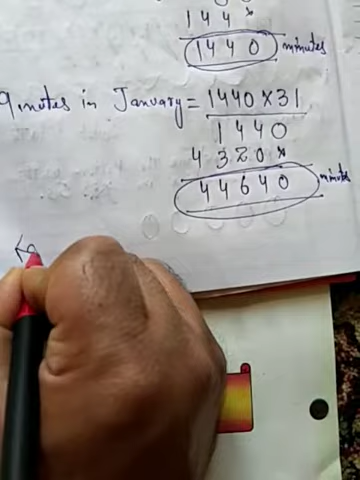 144*
1440 minutes
minutes in January = 1440×31
1440
4320*
44640 minutes